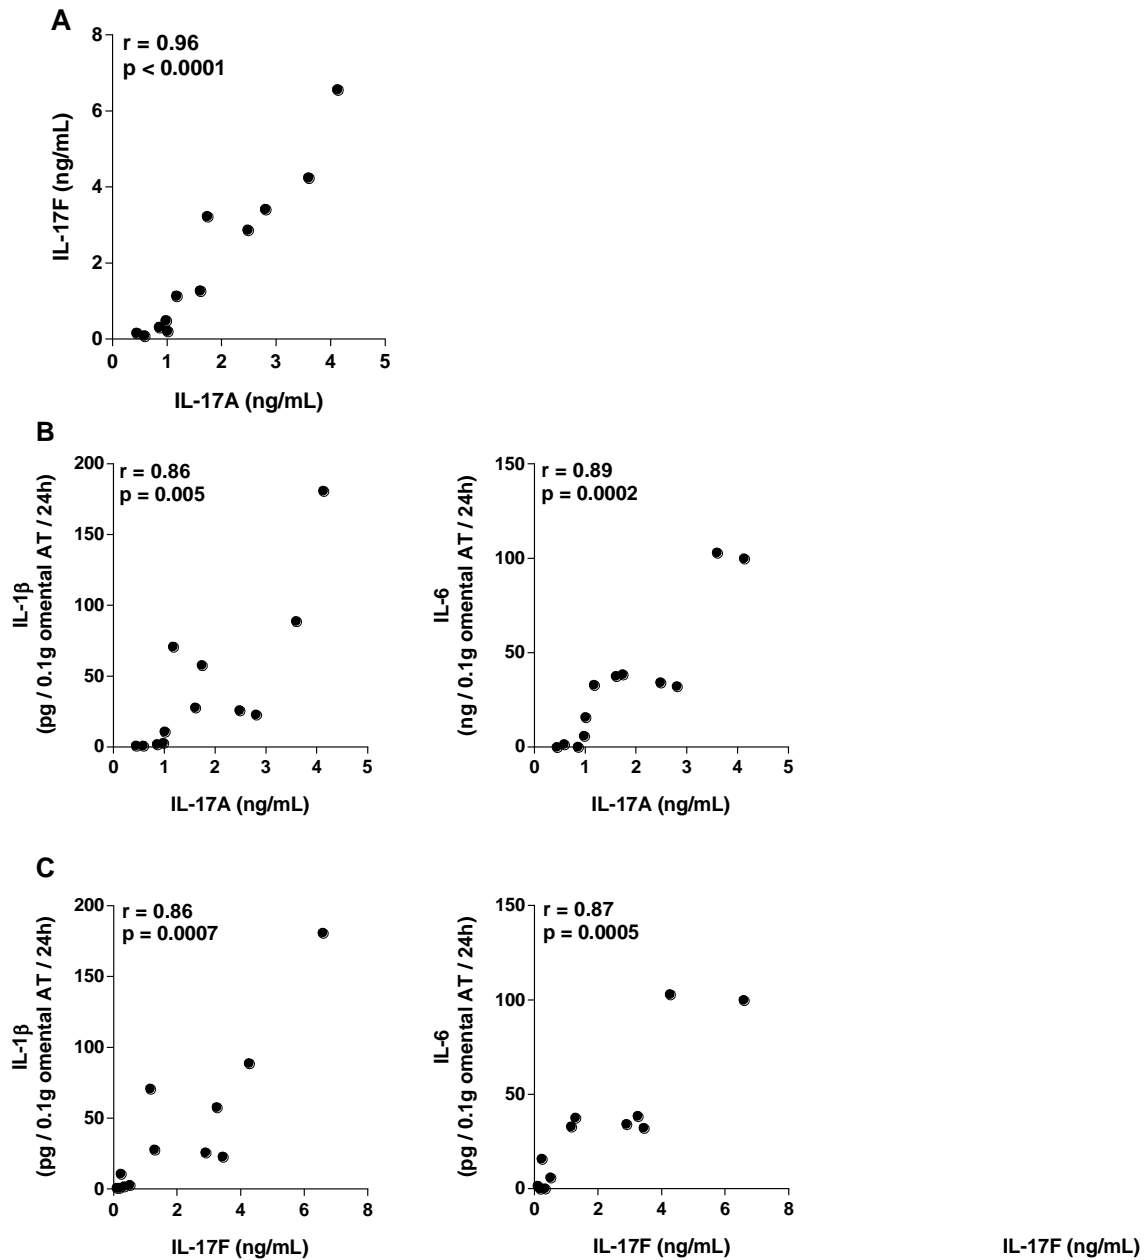 A
r = 0.96
p < 0.0001
8
6
4
2
0
IL-17F (ng/mL)
0 1 2 3 4 5
IL-17A (ng/mL)
B
r = 0.86
p = 0.005
200
150
100
50
0
IL-1β
(pg / 0.1g omental AT / 24h)
0 1 2 3 4 5
IL-17A (ng/mL)
r = 0.89
p = 0.0002
150
100
50
0
IL-6
(ng / 0.1g omental AT / 24h)
0 1 2 3 4 5
IL-17A (ng/mL)
C
r = 0.86
p = 0.0007
200
150
100
50
0
IL-1β
(pg / 0.1g omental AT / 24h)
0 2 4 6 8
IL-17F (ng/mL)
r = 0.87
p = 0.0005
150
100
50
0
IL-6
(pg / 0.1g omental AT / 24h)
0 2 4 6 8
IL-17F (ng/mL)
IL-17F (ng/mL)